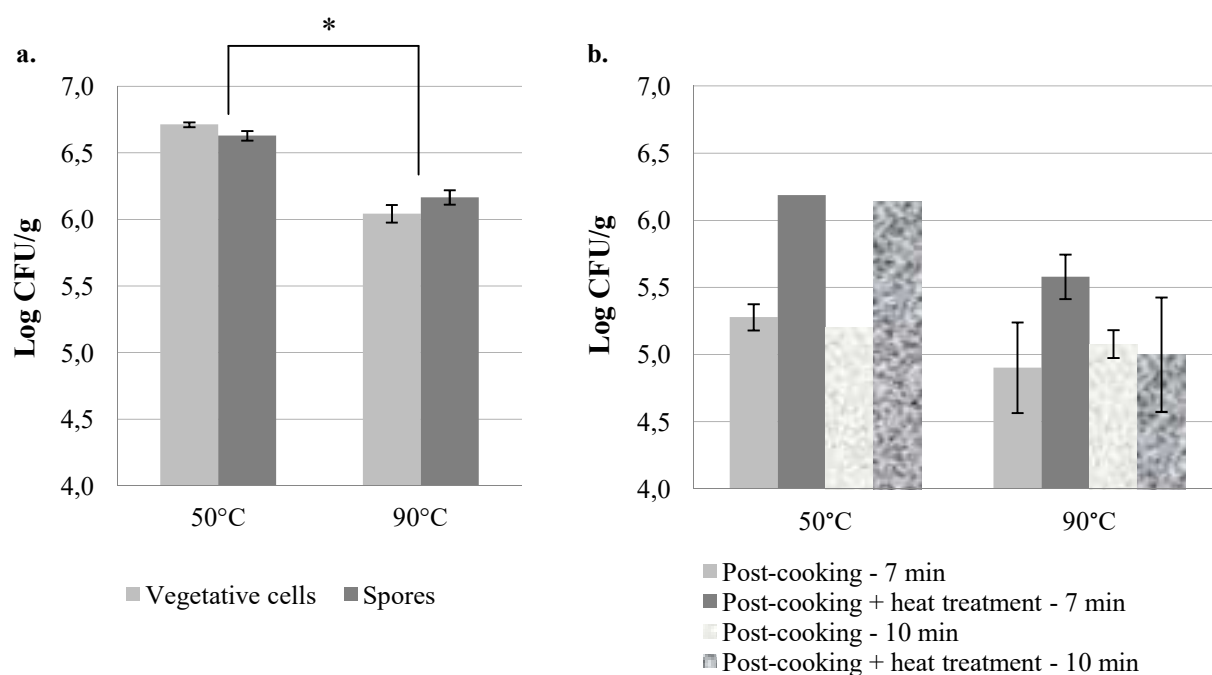 a.
*
7,0
6,5
6,0
5,5
5,0
4,5
4,0
Log CFU/g
50°C 90°C
Vegetative cells Spores
b.
7,0
6,5
6,0
5,5
5,0
4,5
4,0
Log CFU/g
50°C 90°C
Post-cooking - 7 min
Post-cooking + heat treatment - 7 min
Post-cooking - 10 min
Post-cooking + heat treatment - 10 min